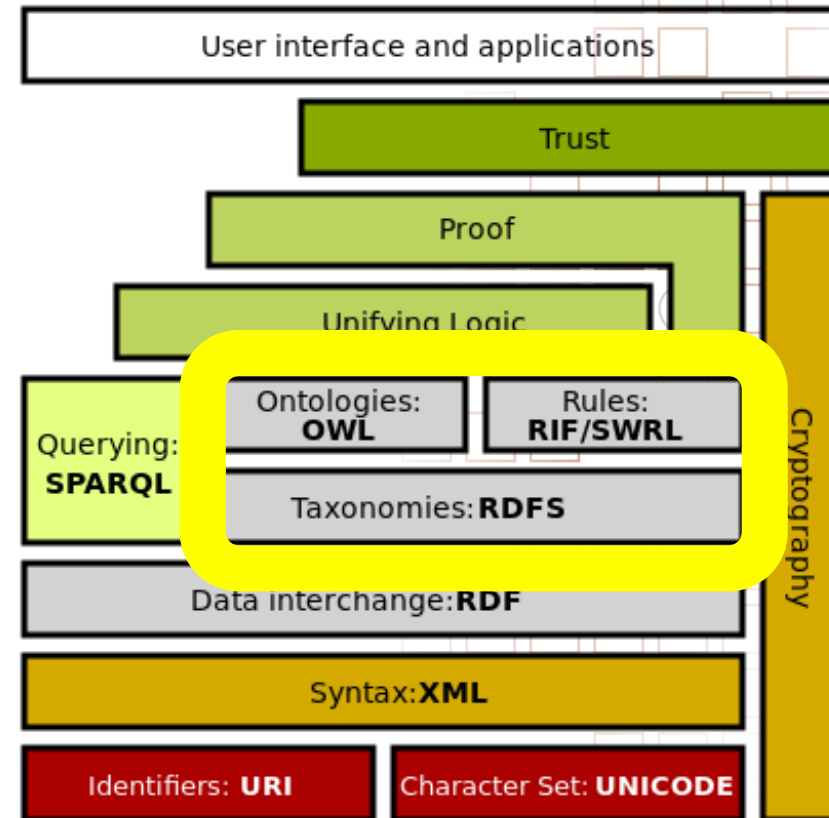 User interface and applications
Trust
Proof
Unifying Logic
Ontologies:
OWL
Rules:
RIF/SWRL
Querying:
SPARQL
Taxonomies: RDFS
Cryptography
Data interchange: RDF
Syntax: XML
Identifiers: URI
Character Set: UNICODE